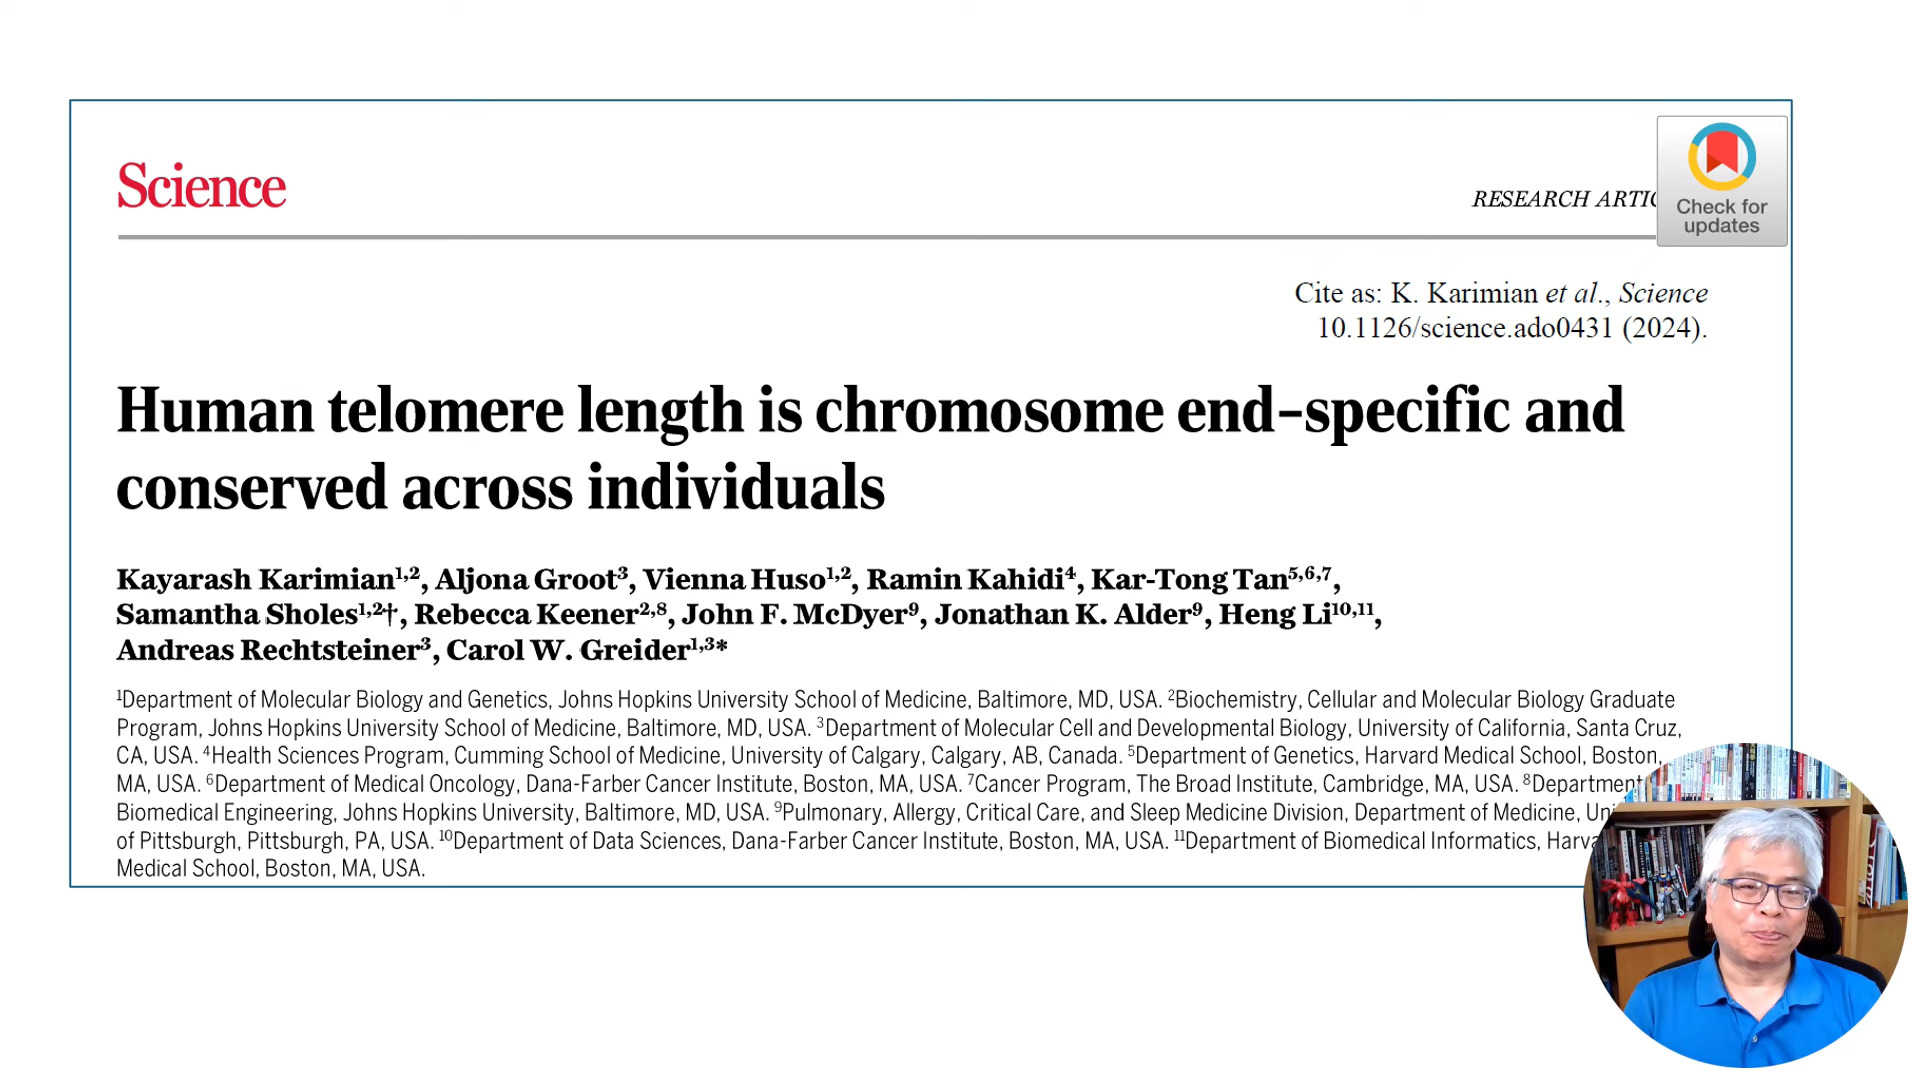 Science
RESEARCH
Check for
updates
Cite as: K. Karimian et al., Science
10.1126/science.ado0431 (2024).
Human telomere length is chromosome end–specific and
conserved across individuals
Kayarash Karimian1,2, Aljona Groot3, Vienna Huso1,2, Ramin Kahidi4, Kar-Tong Tan5,6,7,
Samantha Sholes1,2†, Rebecca Keener2,8, John F. McDyer9, Jonathan K. Alder9, Heng Li10,11,
Andreas Rechtsteiner3, Carol W. Greider1,3*
1Department of Molecular Biology and Genetics, Johns Hopkins University School of Medicine, Baltimore, MD, USA. 2Biochemistry, Cellular and Molecular Biology Graduate
Program, Johns Hopkins University School of Medicine, Baltimore, MD, USA. 3Department of Molecular Cell and Developmental Biology, University of California, Santa Cruz,
CA, USA. 4Health Sciences Program, Cumming School of Medicine, University of Calgary, Calgary, AB, Canada. 5Department of Genetics, Harvard Medical School, Boston,
MA, USA. 6Department of Medical Oncology, Dana-Farber Cancer Institute, Boston, MA, USA. 7Cancer Program, The Broad Institute, Cambridge, MA, USA. 8Department
Biomedical Engineering, Johns Hopkins University, Baltimore, MD, USA. 9Pulmonary, Allergy, Critical Care, and Sleep Medicine Division, Department of Medicine,
of Pittsburgh, Pittsburgh, PA, USA. 10Department of Data Sciences, Dana-Farber Cancer Institute, Boston, MA, USA. 11Department of Biomedical Informatics,
Medical School, Boston, MA, USA.